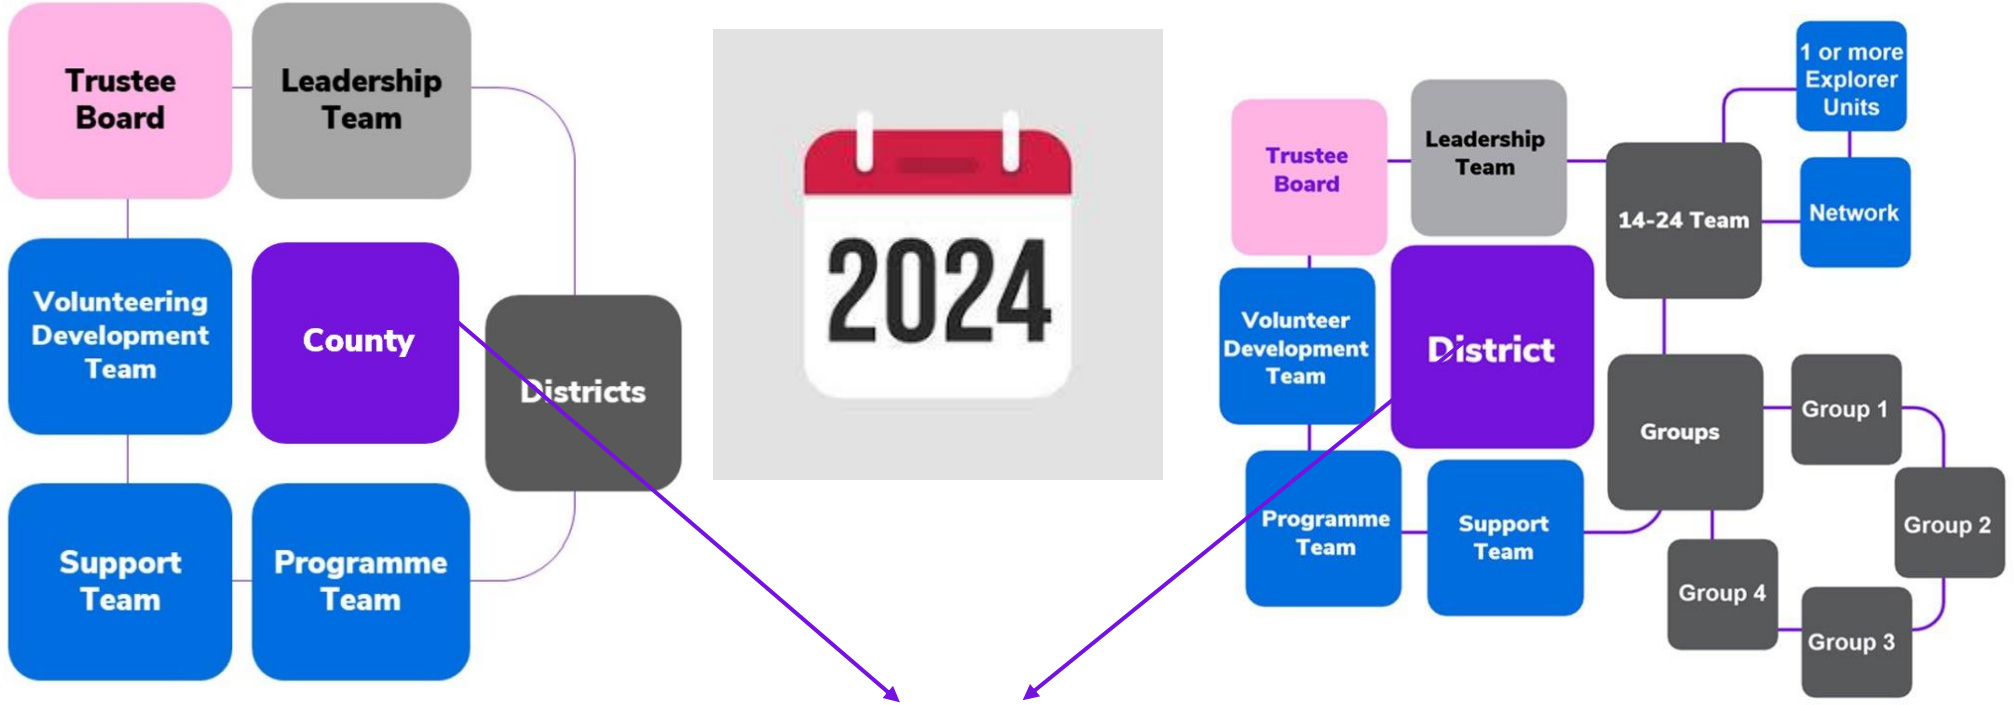 Trustee
Board
Leadership
Team
Volunteering
Development
Team
County
Districts
Support
Team
Programme
Team
2024
Trustee
Board
Leadership
Team
1 or more
Explorer
Units
14-24 Team
Network
Volunteer
Development
Team
District
Groups
Group 1
Programme
Team
Support
Team
Group 2
Group 4
Group 3